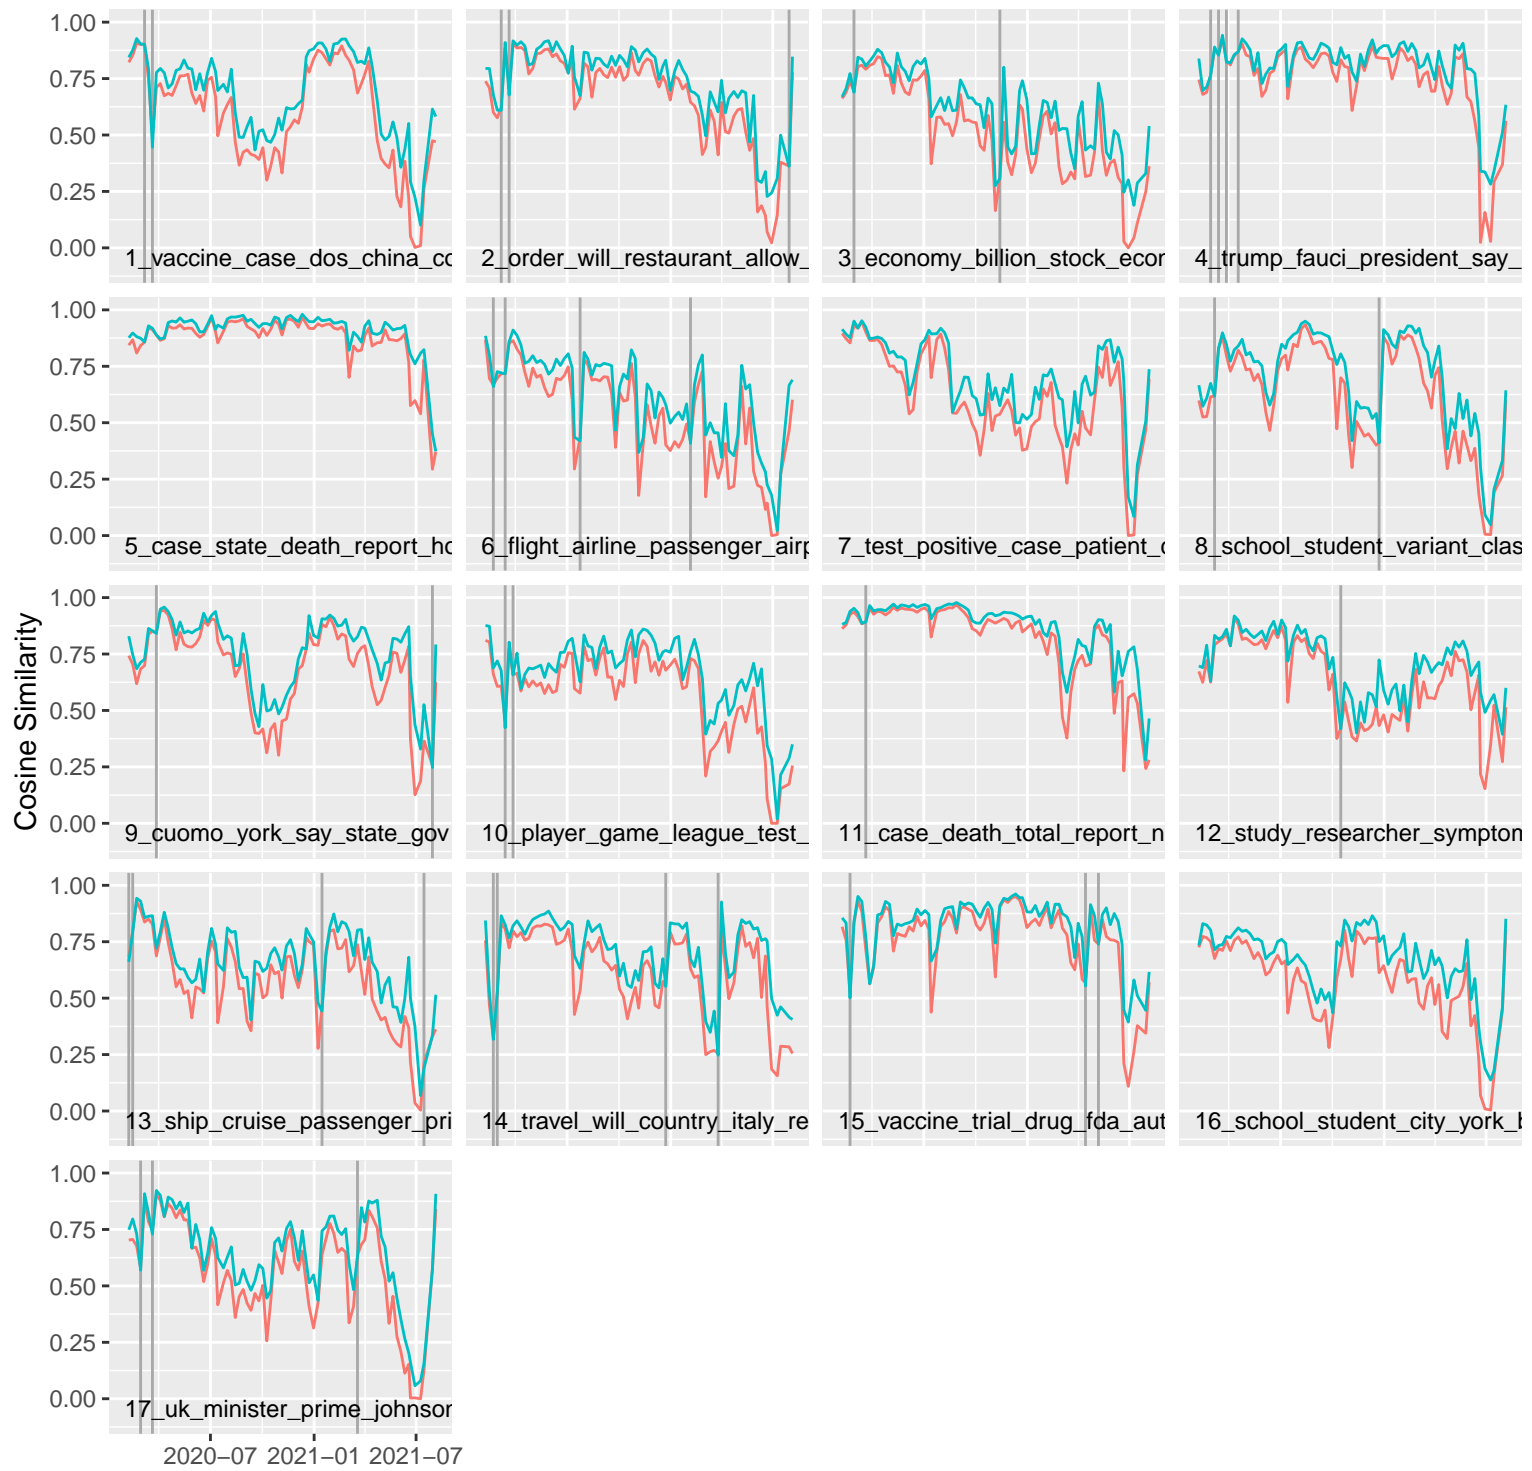 1.00
0.75
0.50
0.25
0.00
1_vaccine_case_dos_china_cc
2_order_will_restaurant_allow_
3_economy_billion_stock_ecor
4_trump_fauci_president_say_
1.00
0.75
0.50
0.25
0.00
5_case_state_death_report_hc
6_flight_airline_passenger_airp
7_test_positive_case_patient_c
8_school_student_variant_clas
Cosine Similarity
1.00
0.75
0.50
0.25
0.00
9_cuomo_york_say_state_gov
10_player_game_league_test_
11_case_death_total_report_n
12_study_researcher_symptom
1.00
0.75
0.50
0.25
0.00
13_ship_cruise_passenger_pri
14_travel_will_country_italy_re
15_vaccine_trial_drug_fda_aut
16_school_student_city_york_b
1.00
0.75
0.50
0.25
0.00
17_uk_minister_prime_johnson
2020−07 2021−01 2021−07